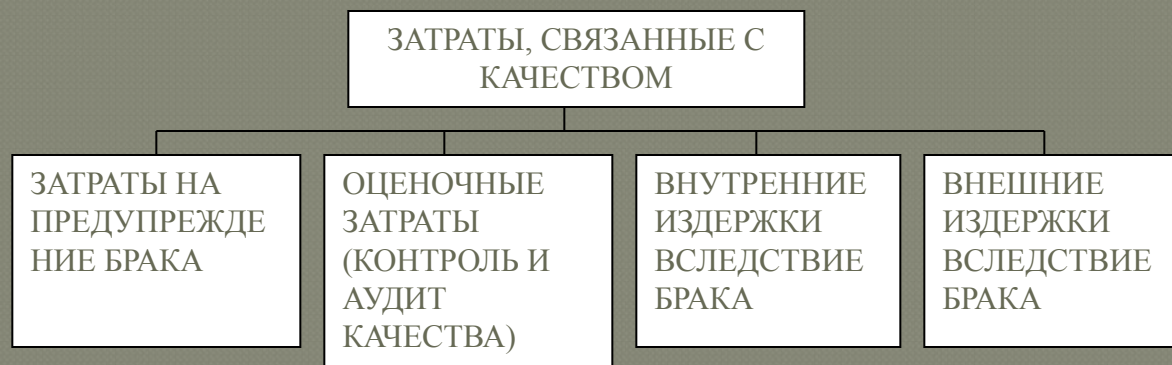 ЗАТРАТЫ, СВЯЗАННЫЕ С
КАЧЕСТВОМ
ЗАТРАТЫ НА
ПРЕДУПРЕЖДЕ
НИЕ БРАКА
ОЦЕНОЧНЫЕ
ЗАТРАТЫ
(КОНТРОЛЬ И
АУДИТ
КАЧЕСТВА)
ВНУТРЕННИЕ
ИЗДЕРЖКИ
ВСЛЕДСТВИЕ
БРАКА
ВНЕШНИЕ
ИЗДЕРЖКИ
ВСЛЕДСТВИЕ
БРАКА